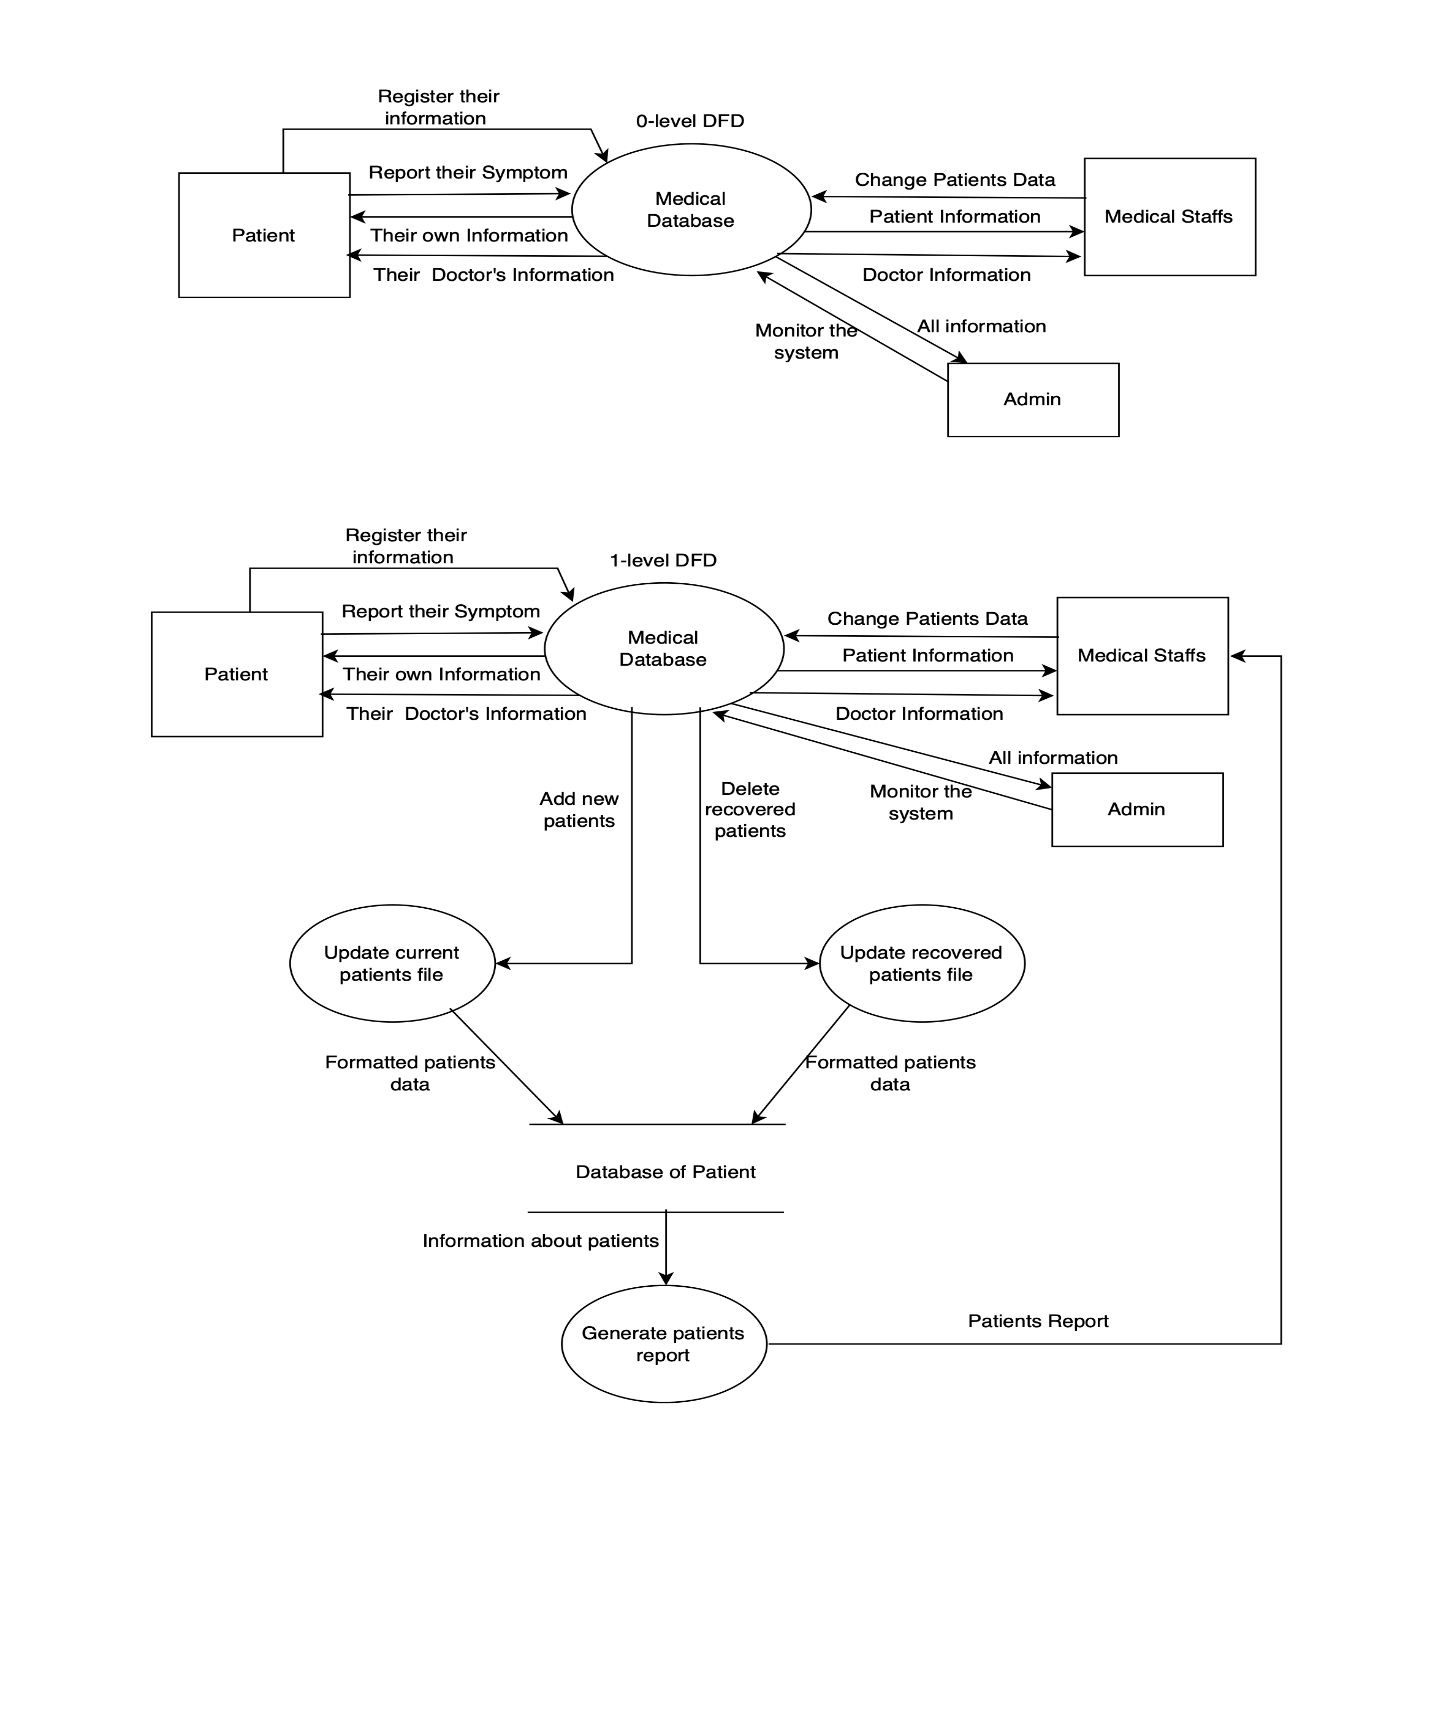 Register their
information
0-level DFD
Report their Symptom
Medical
Database
Change Patients Data
Patient
Their own Information
Patient Information
Medical Staffs
Their  Doctor's Information
Doctor Information
Monitor the
system
All information
Admin
Register their
information
1-level DFD
Report their Symptom
Medical
Database
Change Patients Data
Patient
Their own Information
Patient Information
Medical Staffs
Their  Doctor's Information
Doctor Information
All information
Monitor the
system
Admin
Add new
patients
Delete
recovered
patients
Update current
patients file
Update recovered
patients file
Formatted patients
data
Formatted patients
data
Database of Patient
Information about patients
Generate patients
report
Patients Report